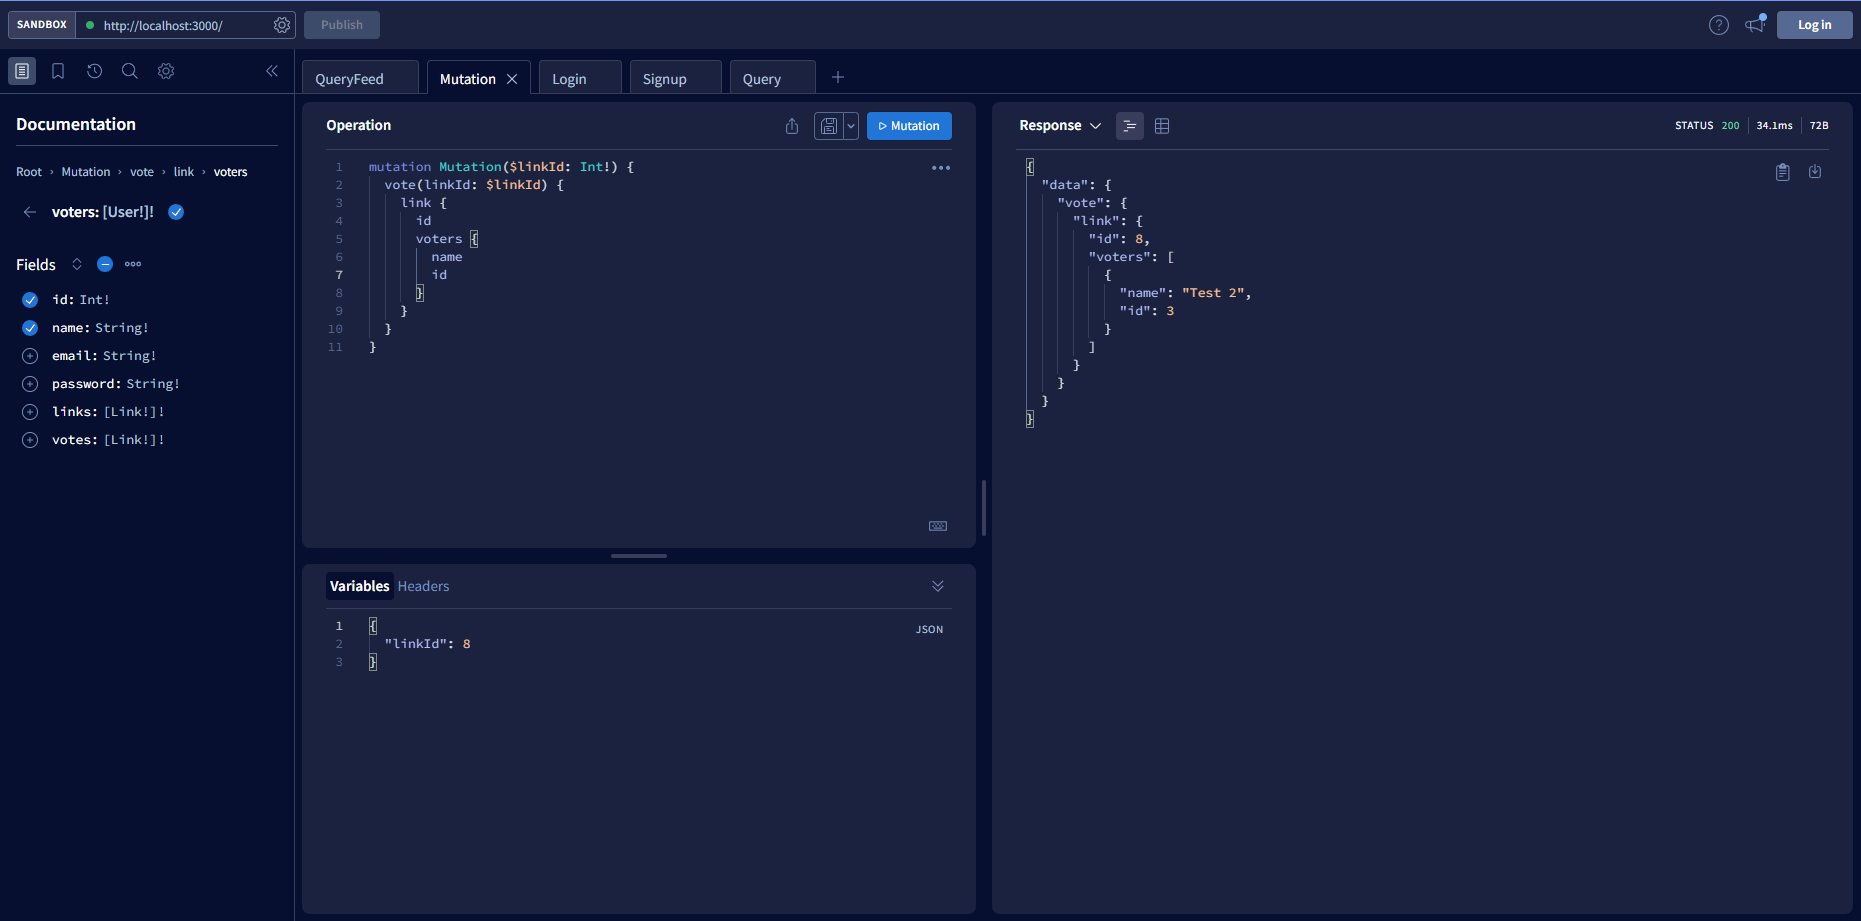 SANDBOX http://localhost:3000/ Publish Log in
QueryFeed Mutation Login Signup Query
Documentation
Root › Mutation › vote › link › voters
voters: [User!]!
Fields
id: Int!
name: String!
email: String!
password: String!
links: [Link!]!
votes: [Link!]!
Operation Mutation
1 mutation Mutation($linkId: Int!) {
2 vote(linkId: $linkId) {
3 link {
4 id
5 voters {
6 name
7 id
8 }
9 }
10 }
11 }
Variables Headers
JSON
1 {
2 "linkId": 8
3 }
Response STATUS 200 34.1ms 72B
{
"data": {
"vote": {
"link": {
"id": 8,
"voters": [
{
"name": "Test 2",
"id": 3
}
]
}
}
}
}